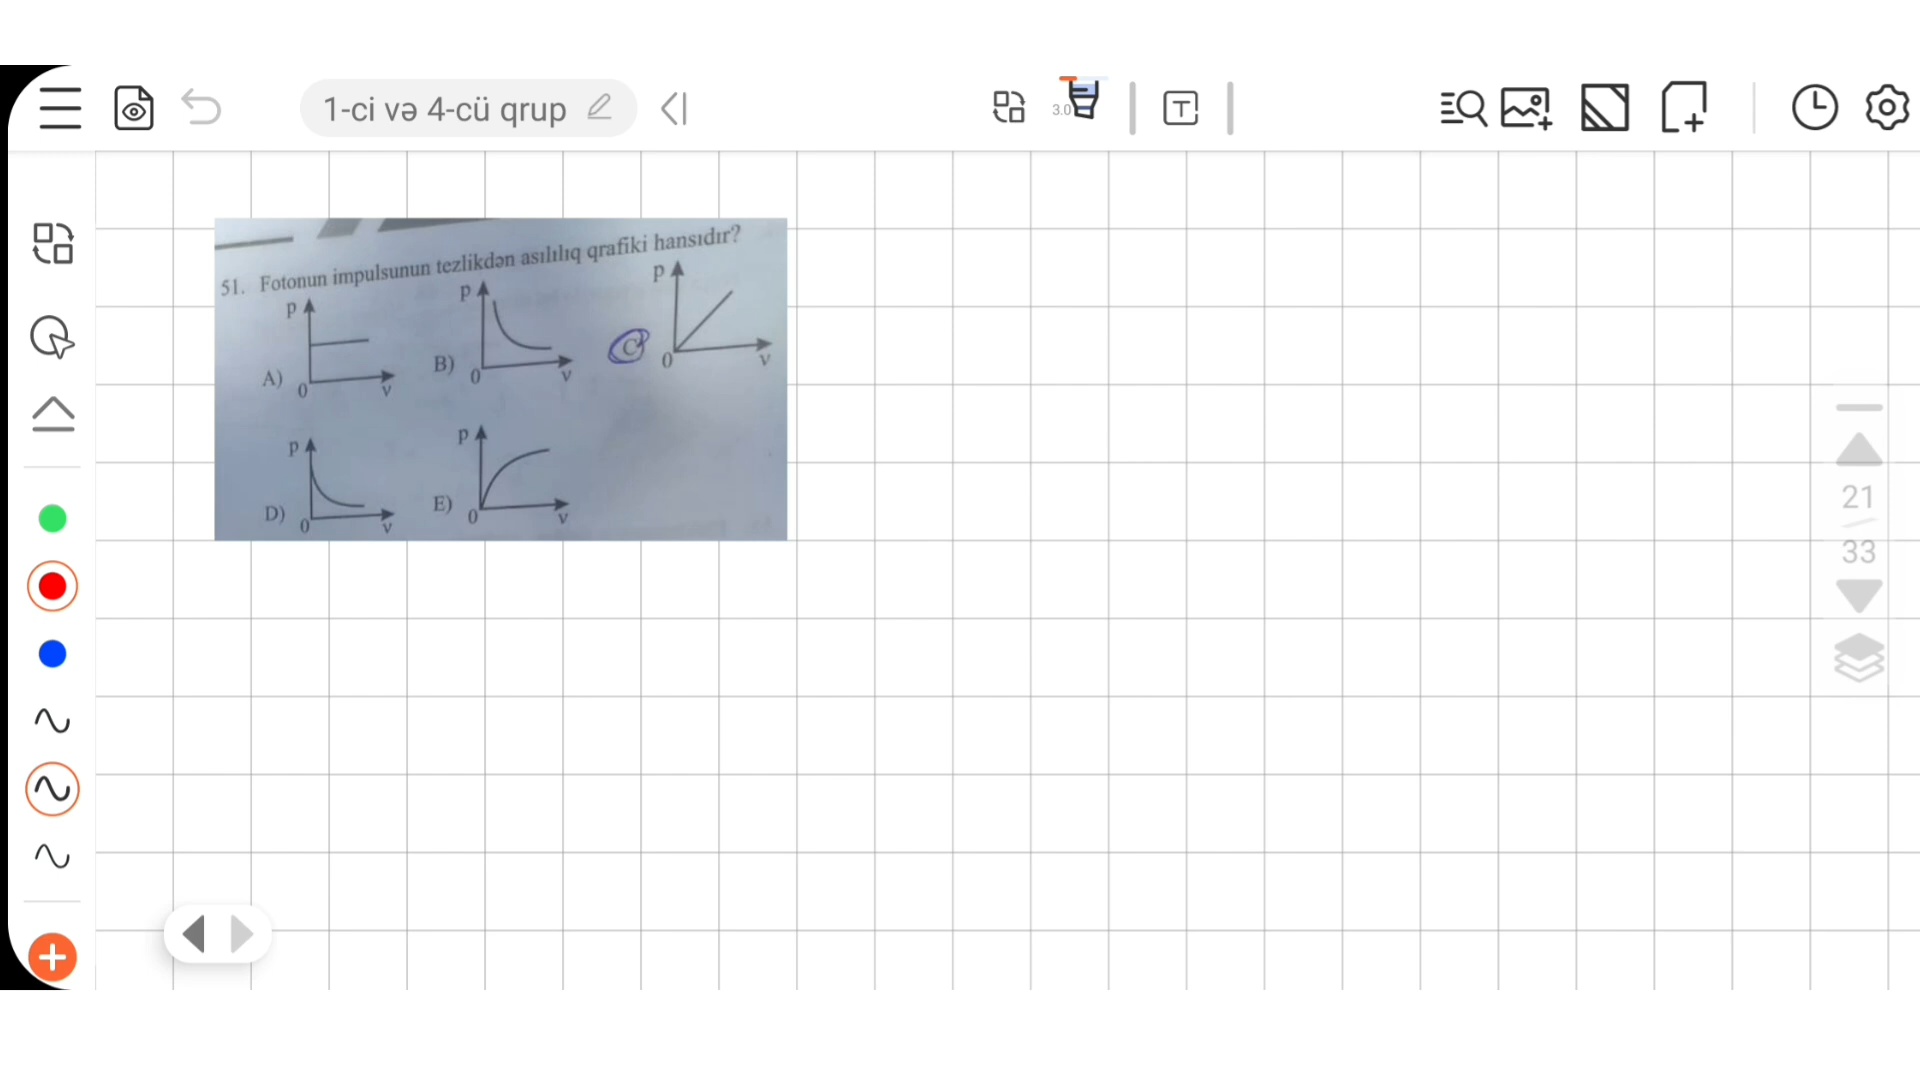 1-ci və 4-cü qrup
3.0
T
51. Fotonun impulsunun tezlikdən asılılıq qrafiki hansıdır?
A) p 0 ν
B) p 0 ν
C) p 0 ν
D) p 0 ν
E) p 0 ν
21
33